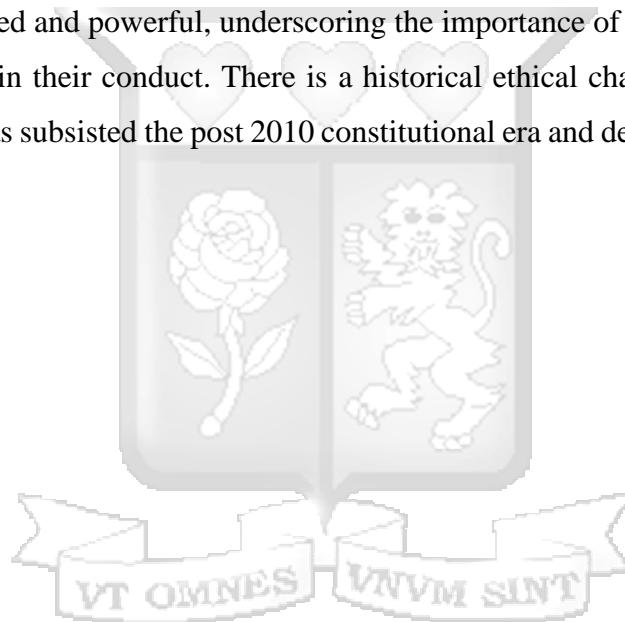 ed and powerful, underscoring the importance of
in their conduct. There is a historical ethical cha
s subsisted the post 2010 constitutional era and de
VT OMNES VNVM SINT